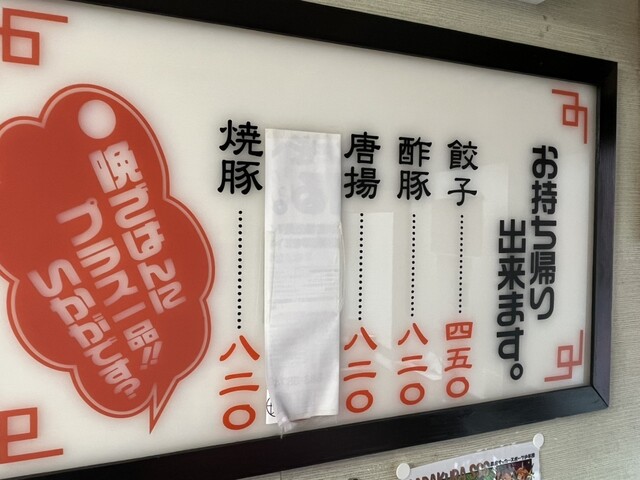 お持ち帰り
出来ます。
餃子………四五〇
酢豚………八二〇
唐揚………八二〇
焼豚………八二〇
晩ごはんに
プラス一品!!
いかがですか?